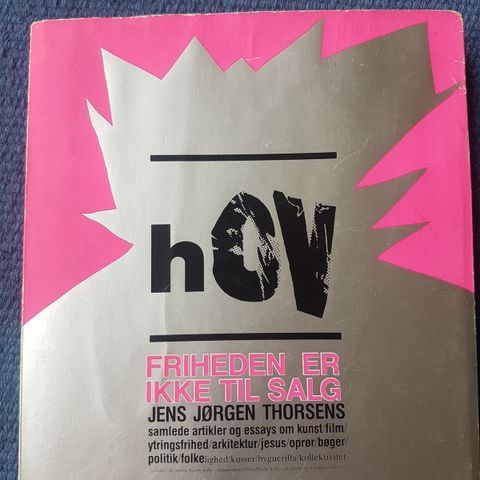 hOV
FRIHEDEN ER
IKKE TIL SALG
JENS JØRGEN THORSENS
samlede artikler og essays om kunst/film/
ytringsfrihed/arkitektur/jesus/oprør/bøger/
politik/folkelighed/kusser-byguerilla/kollektivitet